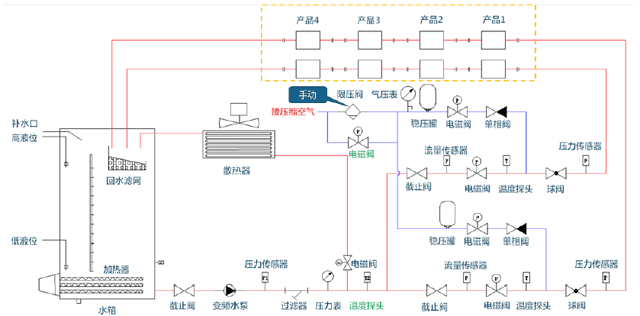 产品4 产品3 产品2 产品1
手动 限压阀 气压表
接压缩空气 稳压罐 电磁阀 单相阀
补水口
高液位
电磁阀 流量传感器 压力传感器
回水滤网 散热器 截止阀 电磁阀 温度探头 球阀
低液位 稳压罐 电磁阀 单相阀
加热器 压力传感器 电磁阀 流量传感器 压力传感器
水箱 截止阀 变频水泵 过滤器 压力表 温度探头 截止阀 电磁阀 温度探头 球阀